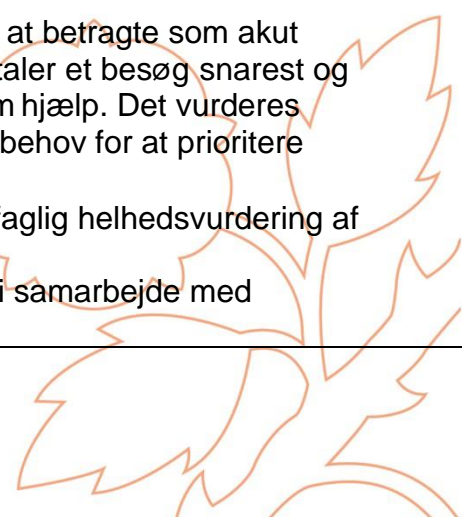 at betragte som akut
taler et besøg snarest og
m hjælp. Det vurderes
behov for at prioritere
faglig helhedsvurdering af
i samarbejde med